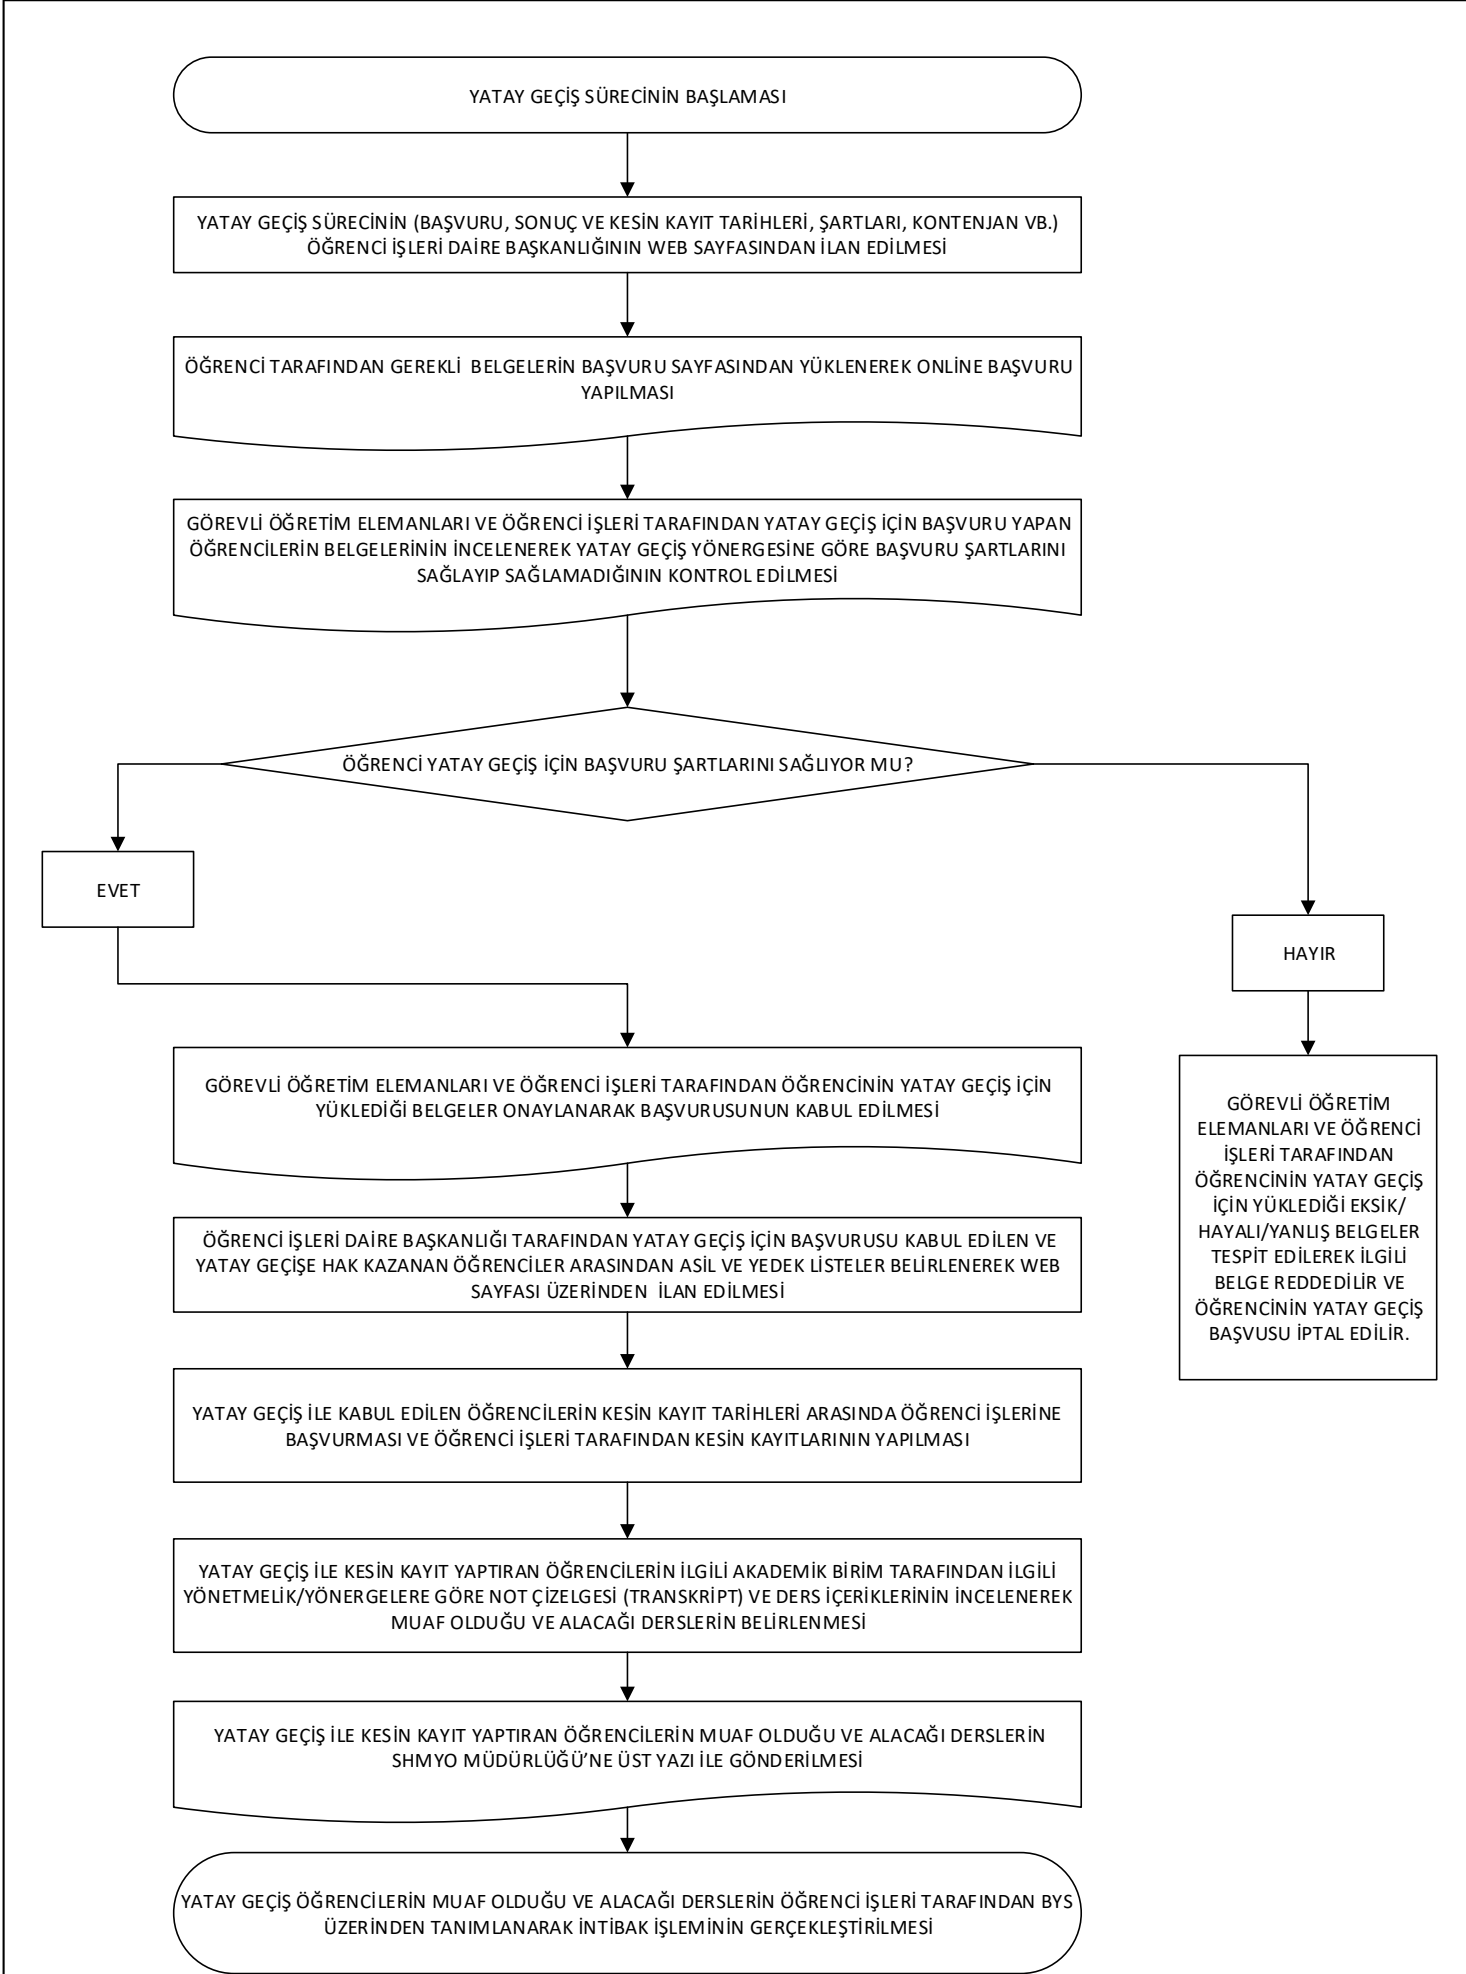 YATAY GEÇİŞ SÜRECİNİN BAŞLAMASI
YATAY GEÇİŞ SÜRECİNİN (BAŞVURU, SONUÇ VE KESİN KAYIT TARİHLERİ, ŞARTLARI, KONTENJAN VB.)
ÖĞRENCİ İŞLERİ DAİRE BAŞKANLIĞININ WEB SAYFASINDAN İLAN EDİLMESİ
ÖĞRENCİ TARAFINDAN GEREKLİ BELGELERİN BAŞVURU SAYFASINDAN YÜKLENEREK ONLİNE BAŞVURU
YAPILMASI
GÖREVLİ ÖĞRETİM ELEMANLARI VE ÖĞRENCİ İŞLERİ TARAFINDAN YATAY GEÇİŞ İÇİN BAŞVURU YAPAN
ÖĞRENCİLERİN BELGELERİNİN İNCELENEREK YATAY GEÇİŞ YÖNERGESİNE GÖRE BAŞVURU ŞARTLARINI
SAĞLAYIP SAĞLAMADIĞININ KONTROL EDİLMESİ
ÖĞRENCİ YATAY GEÇİŞ İÇİN BAŞVURU ŞARTLARINI SAĞLIYOR MU?
EVET
HAYIR
GÖREVLİ ÖĞRETİM ELEMANLARI VE ÖĞRENCİ İŞLERİ TARAFINDAN ÖĞRENCİNİN YATAY GEÇİŞ İÇİN
YÜKLEDİĞİ BELGELER ONAYLANARAK BAŞVURUSUNUN KABUL EDİLMESİ
GÖREVLİ ÖĞRETİM
ELEMANLARI VE ÖĞRENCİ
İŞLERİ TARAFINDAN
ÖĞRENCİNİN YATAY GEÇİŞ
İÇİN YÜKLEDİĞİ EKSİK/
HAYALI/YANLIŞ BELGELER
TESPİT EDİLEREK İLGİLİ
BELGE REDDEDİLİR VE
ÖĞRENCİNİN YATAY GEÇİŞ
BAŞVUSU İPTAL EDİLİR.
ÖĞRENCİ İŞLERİ DAİRE BAŞKANLIĞI TARAFINDAN YATAY GEÇİŞ İÇİN BAŞVURUSU KABUL EDİLEN VE
YATAY GEÇİŞE HAK KAZANAN ÖĞRENCİLER ARASINDAN ASİL VE YEDEK LİSTELER BELİRLENEREK WEB
SAYFASI ÜZERİNDEN İLAN EDİLMESİ
YATAY GEÇİŞ İLE KABUL EDİLEN ÖĞRENCİLERİN KESİN KAYIT TARİHLERİ ARASINDA ÖĞRENCİ İŞLERİNE
BAŞVURMASI VE ÖĞRENCİ İŞLERİ TARAFINDAN KESİN KAYITLARININ YAPILMASI
YATAY GEÇİŞ İLE KESİN KAYIT YAPTIRAN ÖĞRENCİLERİN İLGİLİ AKADEMİK BİRİM TARAFINDAN İLGİLİ
YÖNETMELİK/YÖNERGELERE GÖRE NOT ÇİZELGESİ (TRANSKRİPT) VE DERS İÇERİKLERİNİN İNCELENEREK
MUAF OLDUĞU VE ALACAĞI DERSLERİN BELİRLENMESİ
YATAY GEÇİŞ İLE KESİN KAYIT YAPTIRAN ÖĞRENCİLERİN MUAF OLDUĞU VE ALACAĞI DERSLERİN
SHMYO MÜDÜRLÜĞÜ’NE ÜST YAZI İLE GÖNDERİLMESİ
YATAY GEÇİŞ ÖĞRENCİLERİN MUAF OLDUĞU VE ALACAĞI DERSLERİN ÖĞRENCİ İŞLERİ TARAFINDAN BYS
ÜZERİNDEN TANIMLANARAK İNTİBAK İŞLEMİNİN GERÇEKLEŞTİRİLMESİ